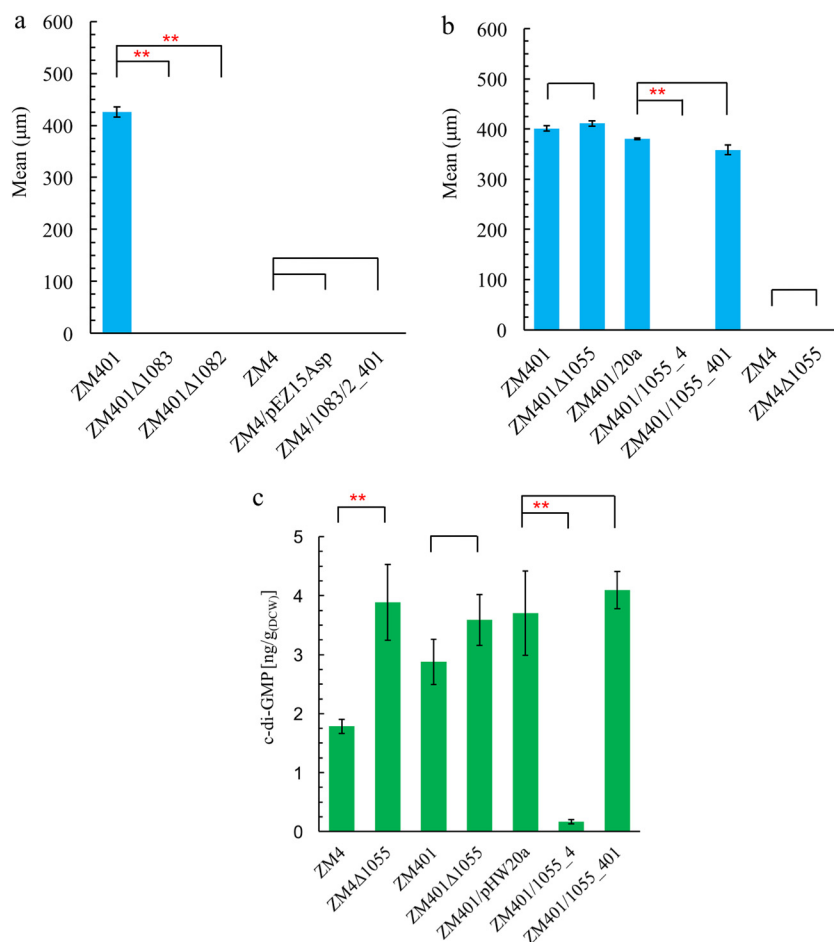 a
Mean (µm)
600
500
400
300
200
100
0
**
**
ZM401
ZM401Δ1083
ZM401Δ1082
ZM4
ZM4/pEZ15Asp
ZM4/1083/2_401
b
Mean (µm)
600
500
400
300
200
100
0
**
ZM401
ZM401Δ1055
ZM401/20a
ZM401/1055_4
ZM401/1055_401
ZM4
ZM4Δ1055
c
c-di-GMP [ng/g(DCW)]
5
4
3
2
1
0
**
**
ZM4
ZM4Δ1055
ZM401
ZM401Δ1055
ZM401/pHW20a
ZM401/1055_4
ZM401/1055_401